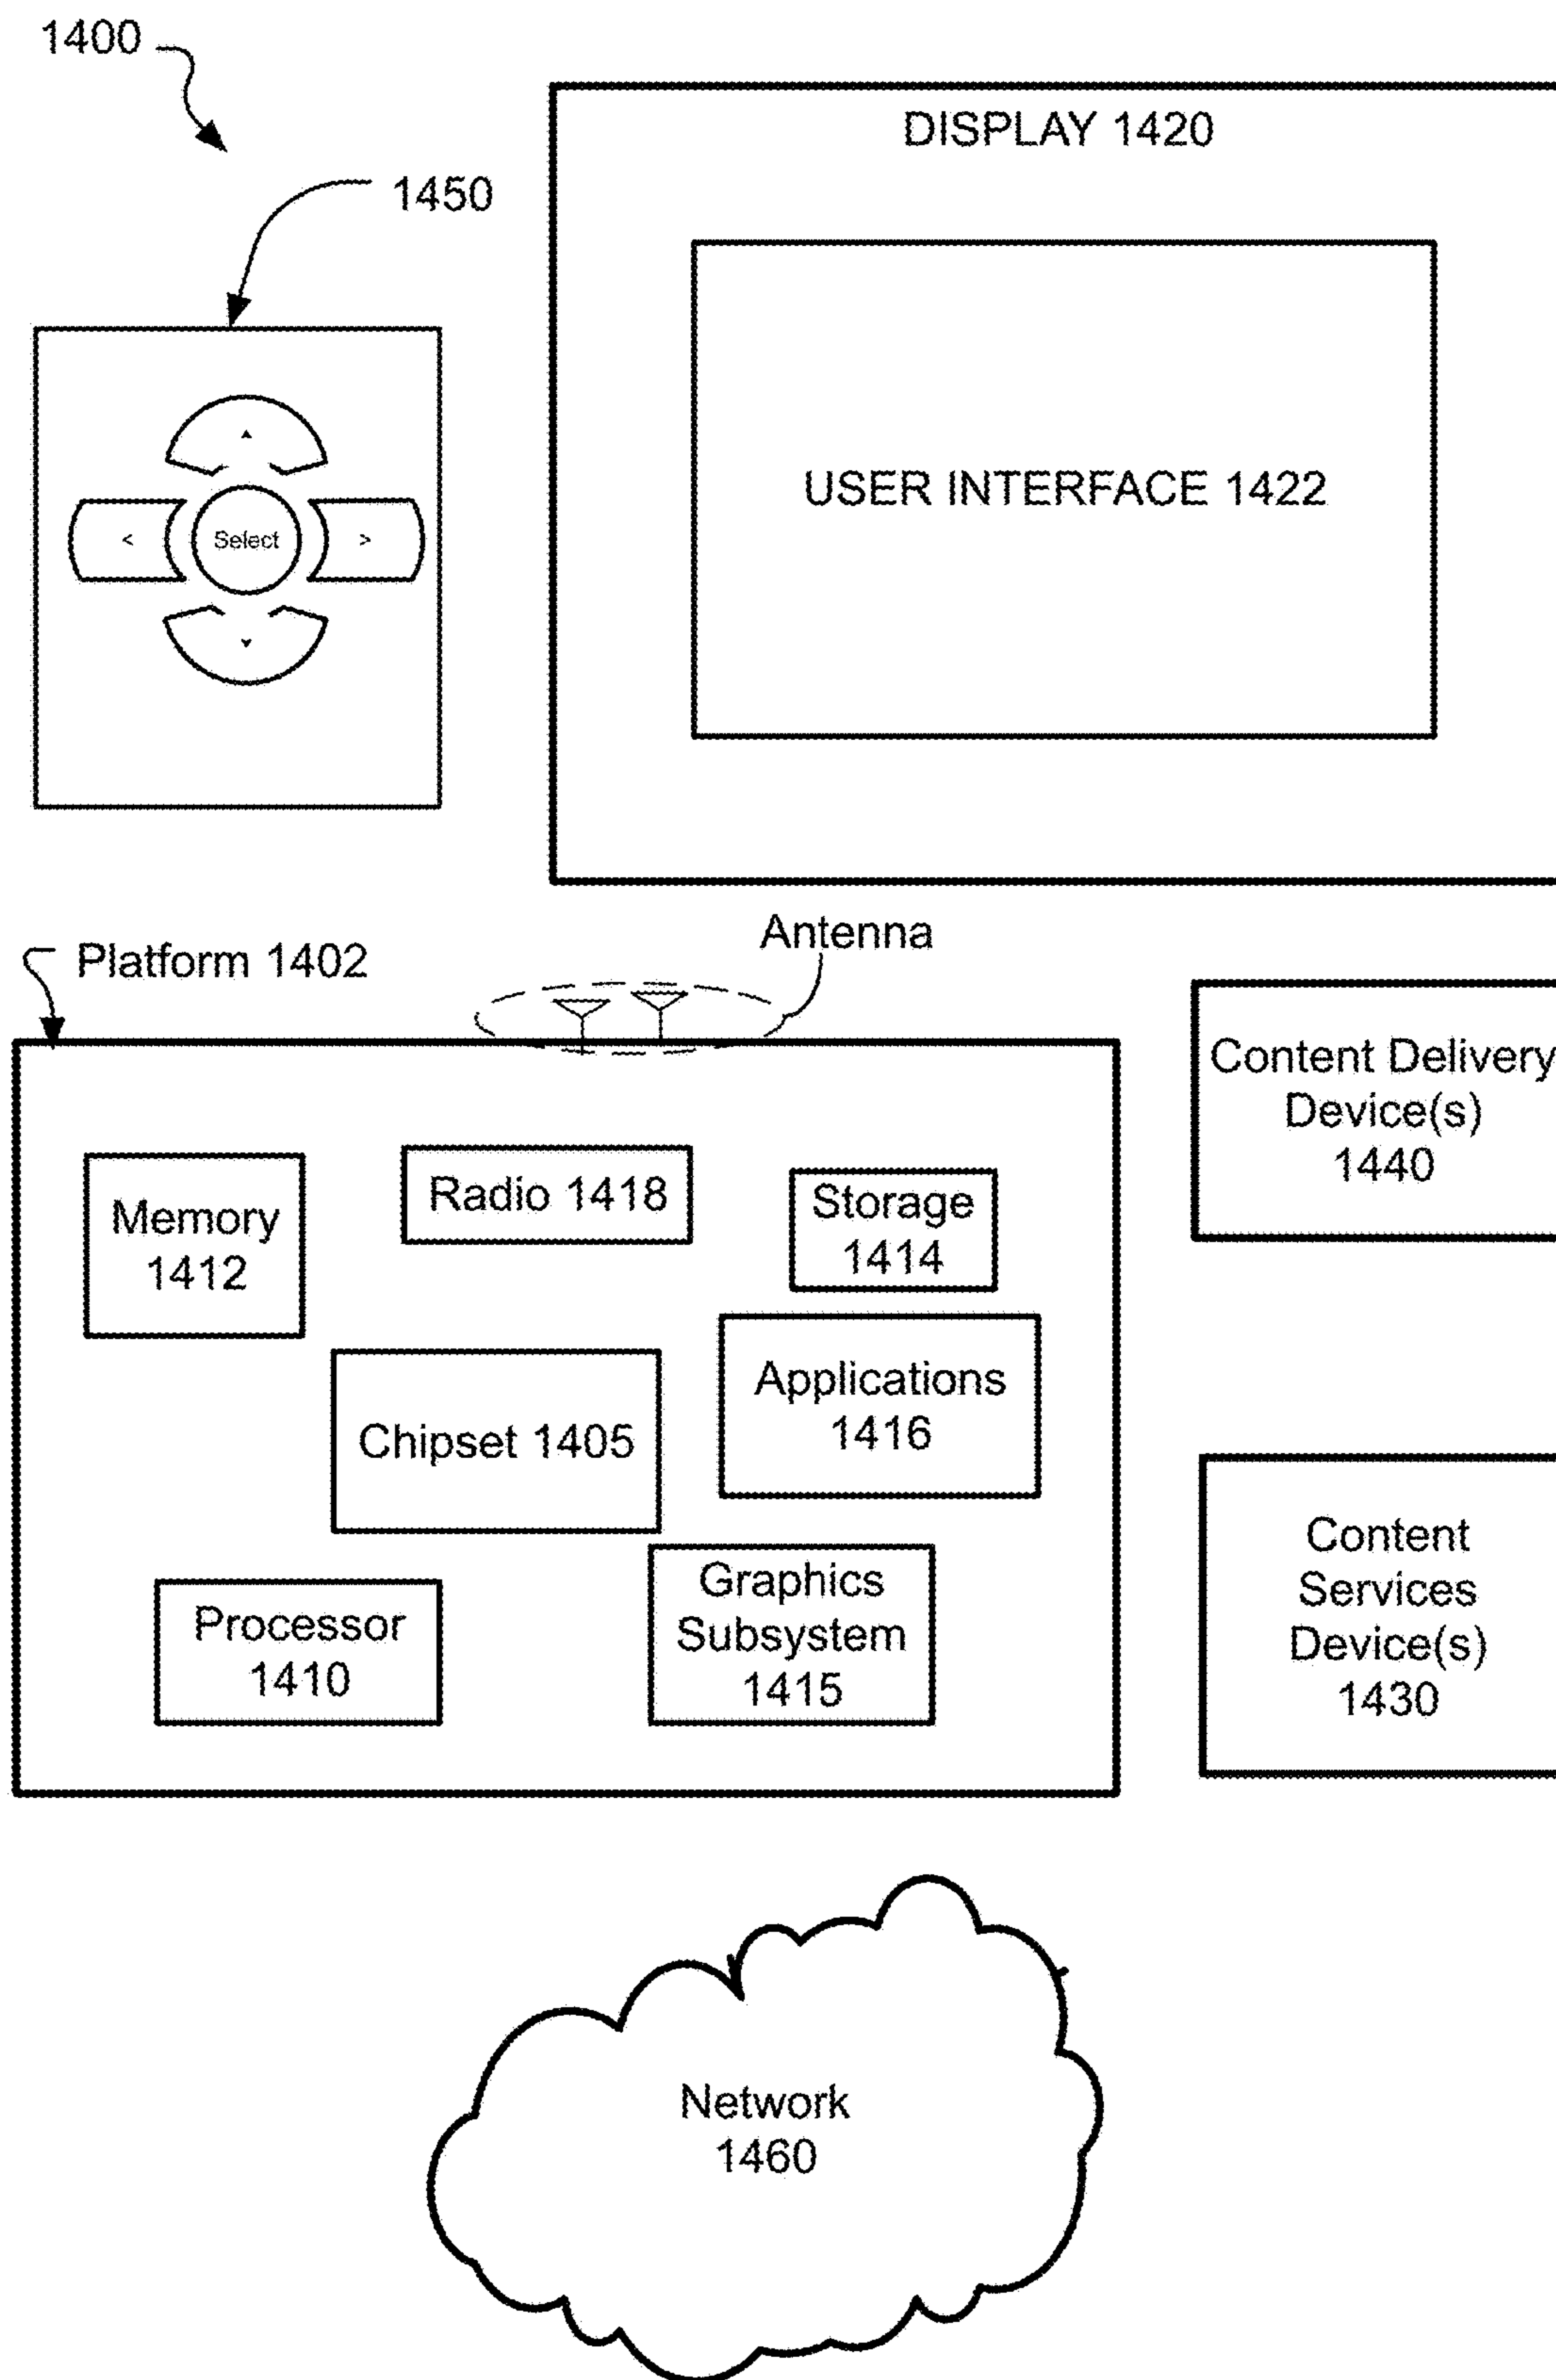 1400
1450
DISPLAY 1420
USER INTERFACE 1422
<
Select
>
Platform 1402
Antenna
Memory
1412
Radio 1418
Storage
1414
Chipset 1405
Applications
1416
Processor
1410
Graphics
Subsystem
1415
Content Delivery
Device(s)
1440
Content
Services
Device(s)
1430
Network
1460